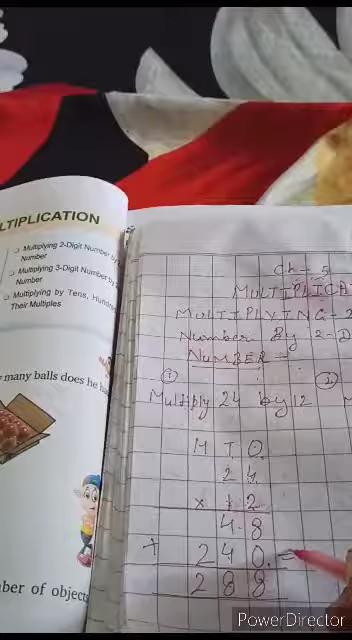 LTIPLICATION
❑ Multiplying 2-Digit Number by
Number
❑ Multiplying 3-Digit Number by
Number
❑ Multiplying by Tens,
Their Multiples
many balls does he
ber of objects
Ch - 5
MULTIPLICAT
MULTIPLYING - 2
Number By 2-D
NUMBER =
①
Multiply 24 by 12
H T O
2 4
× 1 2
4 8
+ 2 4 0 =
2 8 8
PowerDirector